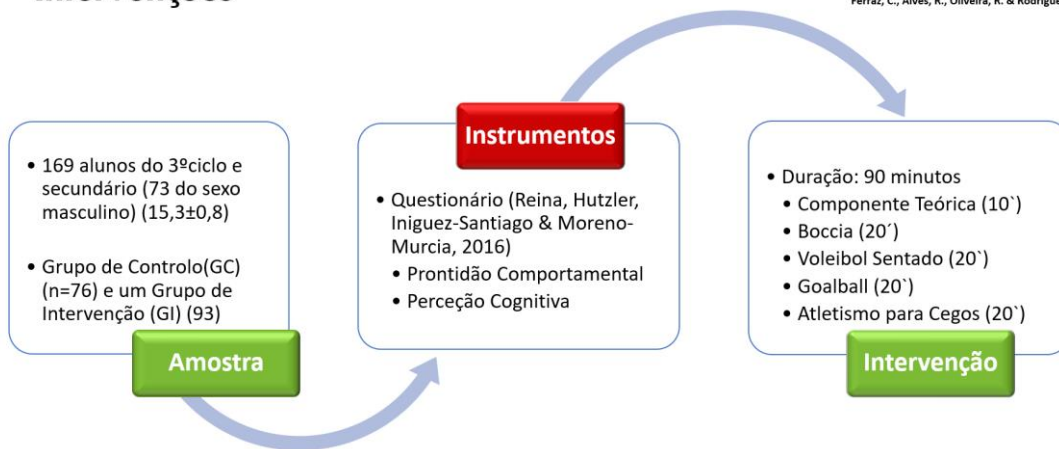 Ferraz, C., Alves, R., Oliveira, R. & Rodrigue
• 169 alunos do 3ºciclo e
secundário (73 do sexo
masculino) (15,3±0,8)
• Grupo de Controlo(GC)
(n=76) e um Grupo de
Intervenção (GI) (93)
Amostra
Instrumentos
• Questionário (Reina, Hutzler,
Iniguez-Santiago & Moreno-
Murcia, 2016)
• Prontidão Comportamental
• Perceção Cognitiva
• Duração: 90 minutos
• Componente Teórica (10`)
• Boccia (20´)
• Voleibol Sentado (20`)
• Goalball (20`)
• Atletismo para Cegos (20`)
Intervenção